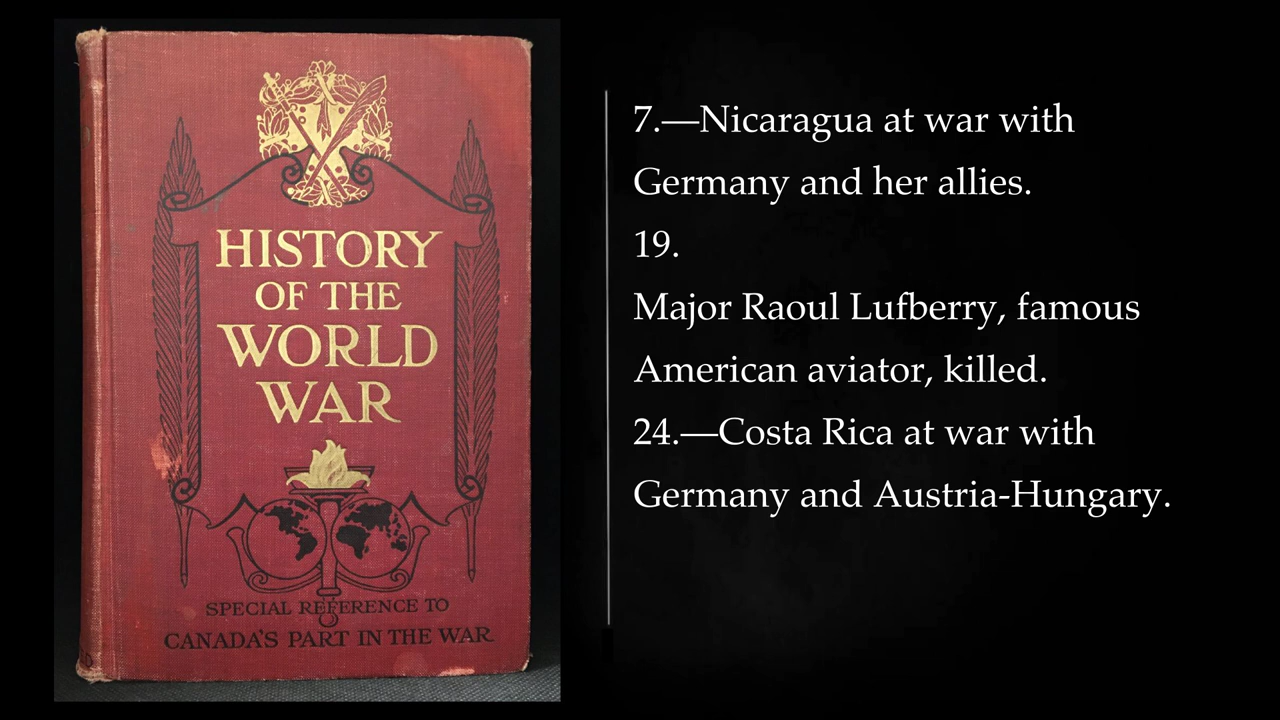 HISTORY
OF THE
WORLD
WAR
SPECIAL REFERENCE TO
CANADA'S PART IN THE WAR
7.—Nicaragua at war with
Germany and her allies.
19.
Major Raoul Lufberry, famous
American aviator, killed.
24.—Costa Rica at war with
Germany and Austria-Hungary.